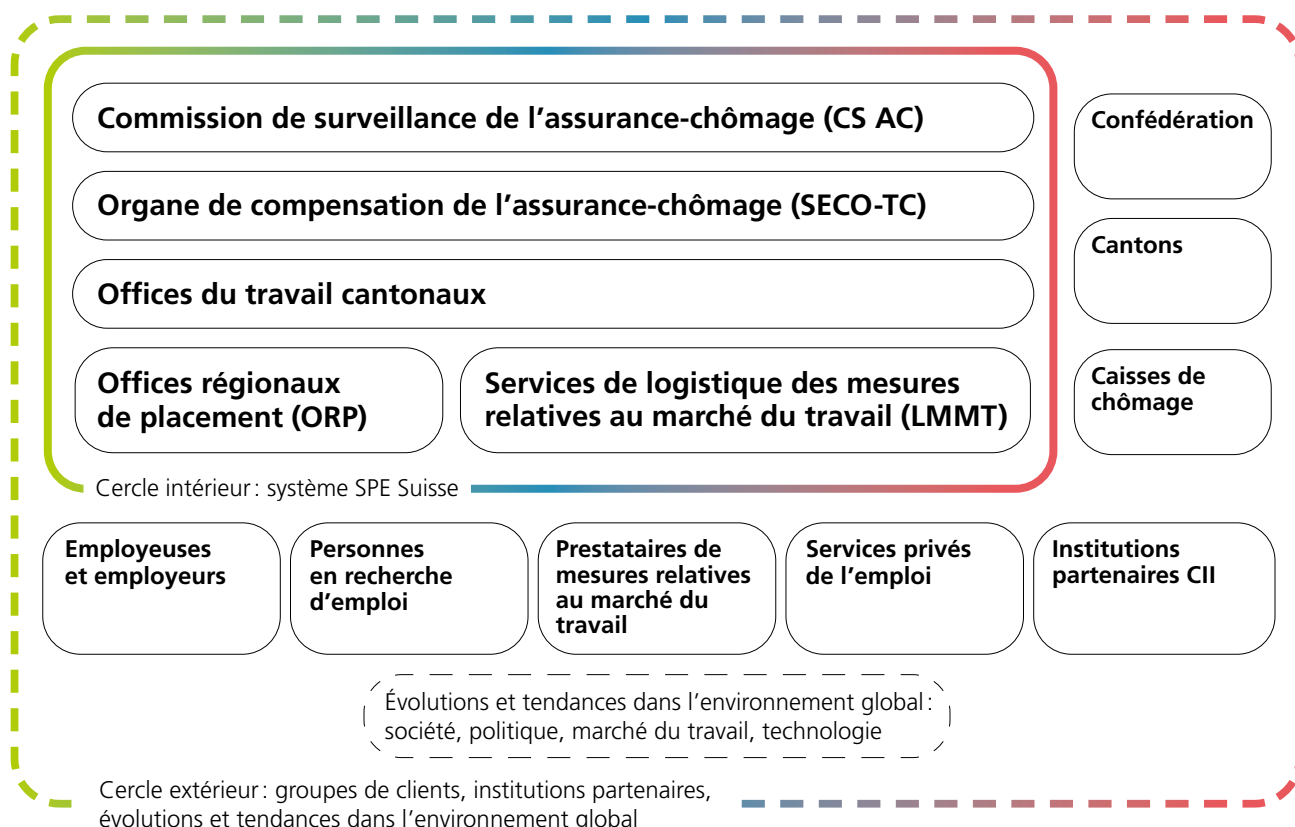 Commission de surveillance de l’assurance-chômage (CS AC)
Organe de compensation de l’assurance-chômage (SECO-TC)
Offices du travail cantonaux
Offices régionaux
de placement (ORP)
Services de logistique des mesures
relatives au marché du travail (LMMT)
Cercle intérieur : système SPE Suisse
Confédération
Cantons
Caisses de
chômage
Employeuses
et employeurs
Personnes
en recherche
d’emploi
Prestataires de
mesures relatives
au marché du
travail
Services privés
de l’emploi
Institutions
partenaires CII
Évolutions et tendances dans l’environnement global :
société, politique, marché du travail, technologie
Cercle extérieur : groupes de clients, institutions partenaires,
évolutions et tendances dans l’environnement global